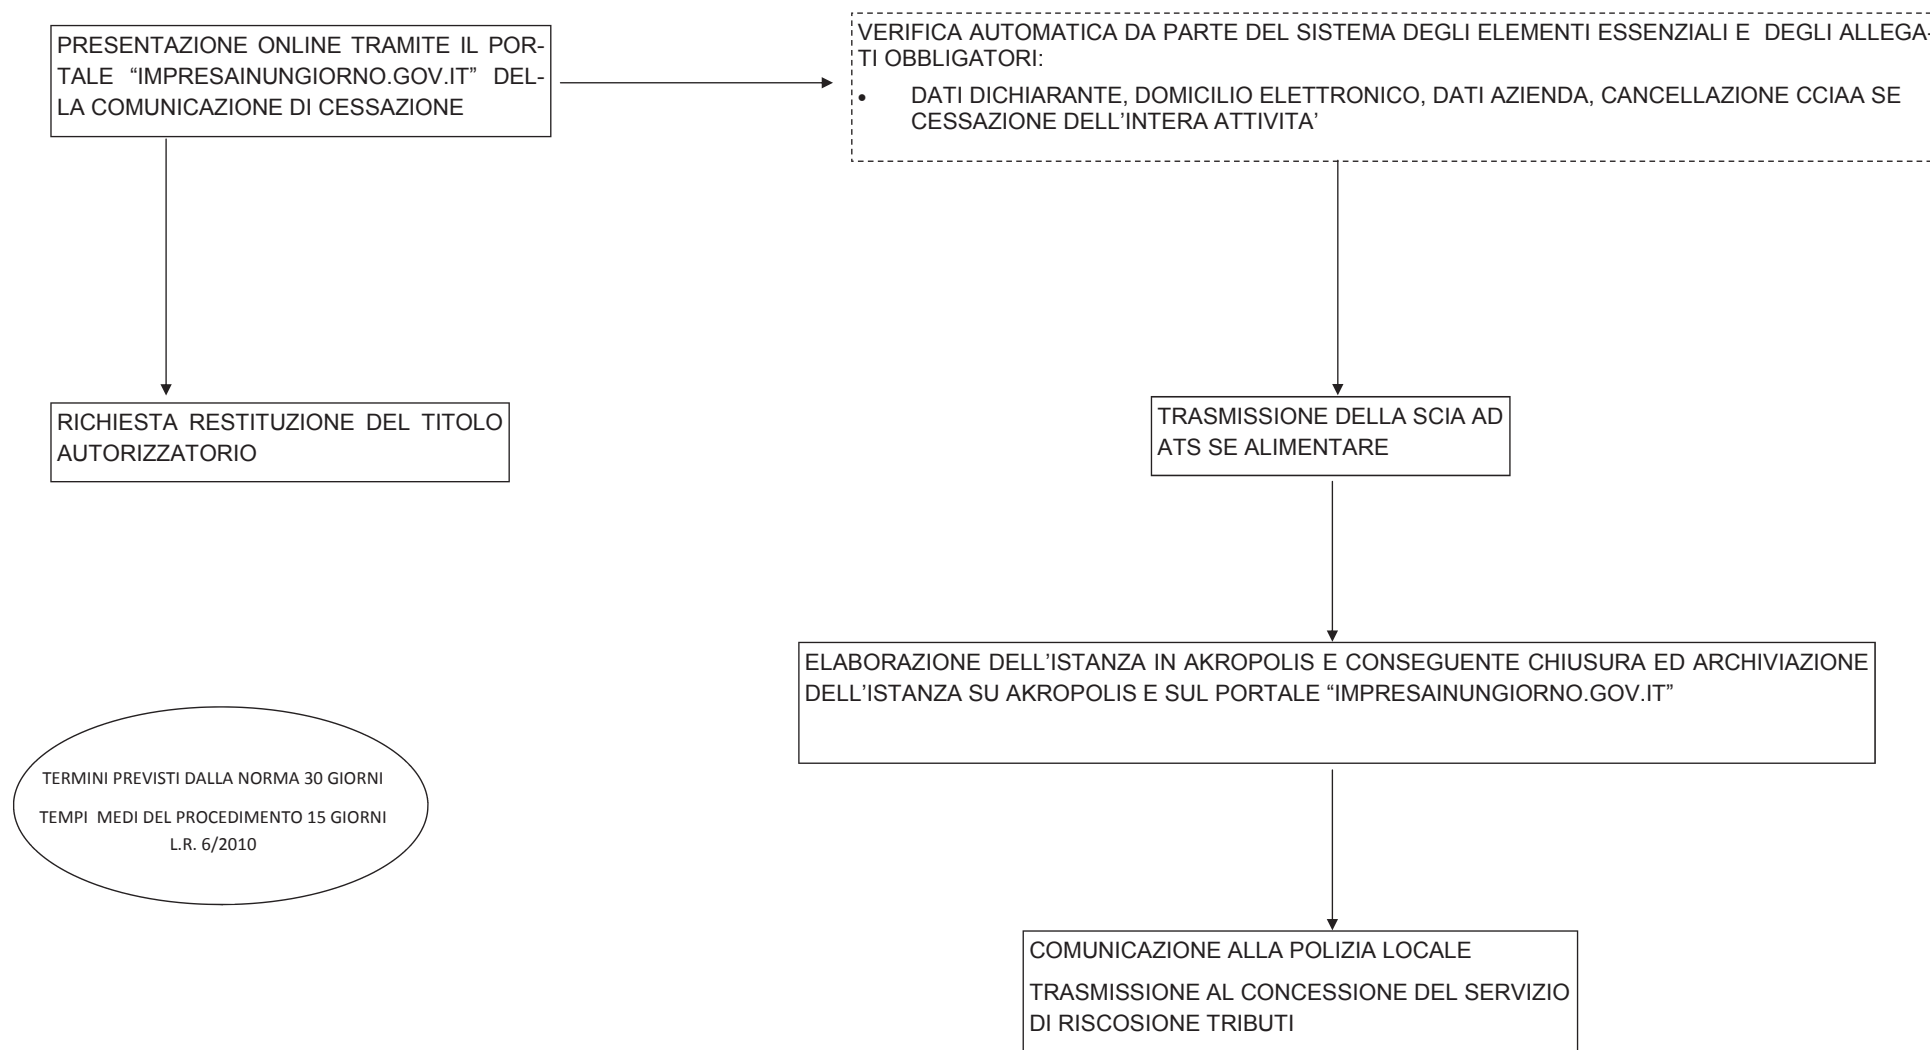 PRESENTAZIONE ONLINE TRAMITE IL POR-
TALE “IMPRESAINUNGIORNO.GOV.IT” DEL-
LA COMUNICAZIONE DI CESSAZIONE
VERIFICA AUTOMATICA DA PARTE DEL SISTEMA DEGLI ELEMENTI ESSENZIALI E DEGLI ALLEGA-
TI OBBLIGATORI:
• DATI DICHIARANTE, DOMICILIO ELETTRONICO, DATI AZIENDA, CANCELLAZIONE CCIAA SE
CESSAZIONE DELL’INTERA ATTIVITA’
RICHIESTA RESTITUZIONE DEL TITOLO
AUTORIZZATORIO
TRASMISSIONE DELLA SCIA AD
ATS SE ALIMENTARE
ELABORAZIONE DELL’ISTANZA IN AKROPOLIS E CONSEGUENTE CHIUSURA ED ARCHIVIAZIONE
DELL’ISTANZA SU AKROPOLIS E SUL PORTALE “IMPRESAINUNGIORNO.GOV.IT”
TERMINI PREVISTI DALLA NORMA 30 GIORNI
TEMPI MEDI DEL PROCEDIMENTO 15 GIORNI
L.R. 6/2010
COMUNICAZIONE ALLA POLIZIA LOCALE
TRASMISSIONE AL CONCESSIONE DEL SERVIZIO
DI RISCOSIONE TRIBUTI